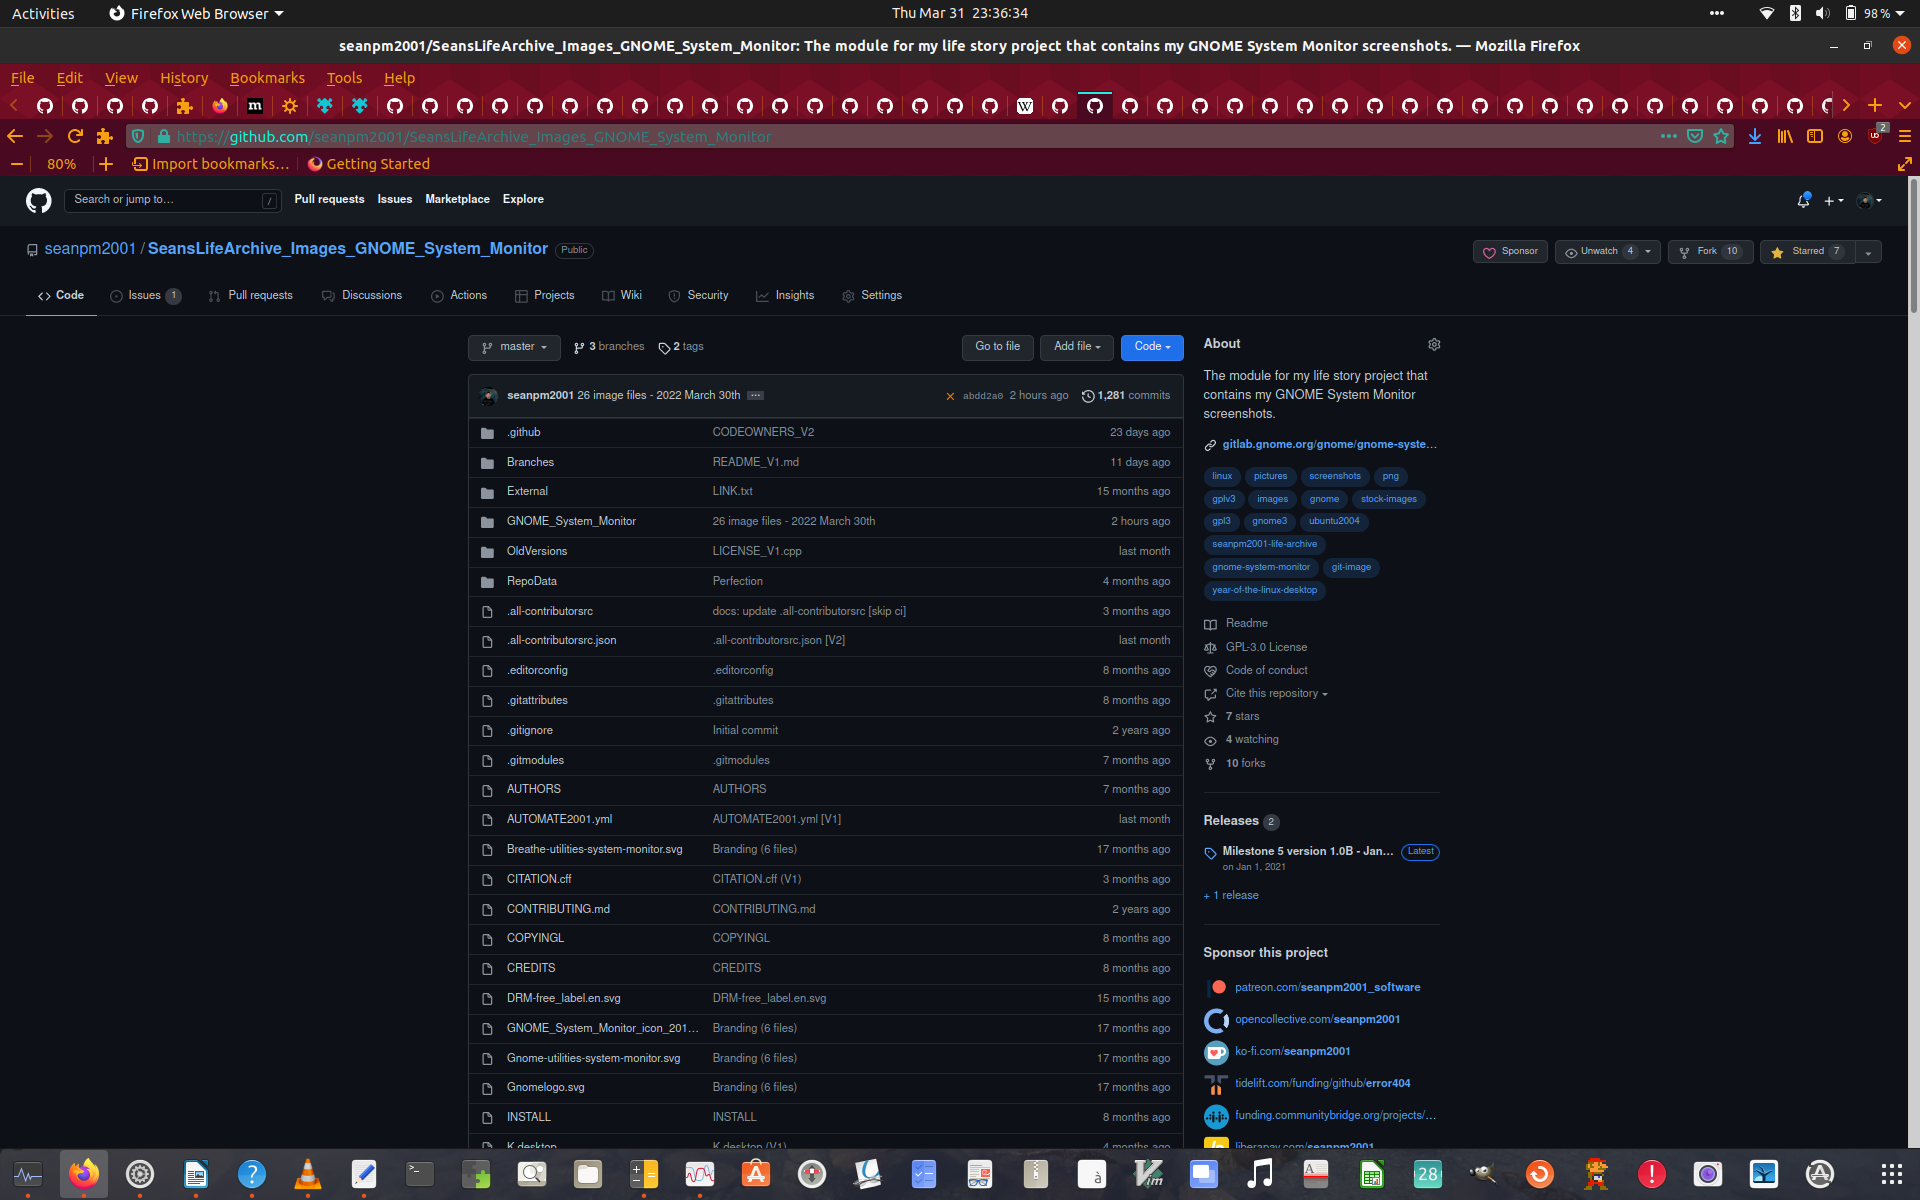 Activities Firefox Web Browser Thu Mar 31 23:36:34 98 %
seanpm2001/SeansLifeArchive_Images_GNOME_System_Monitor: The module for my life story project that contains my GNOME System Monitor screenshots. — Mozilla Firefox
File Edit View History Bookmarks Tools Help
https://github.com/seanpm2001/SeansLifeArchive_Images_GNOME_System_Monitor 2
80% Import bookmarks… Getting Started
Search or jump to… / Pull requests Issues Marketplace Explore
seanpm2001 / SeansLifeArchive_Images_GNOME_System_Monitor Public Sponsor Unwatch 4 Fork 10 Starred 7
Code Issues 1 Pull requests Discussions Actions Projects Wiki Security Insights Settings
master 3 branches 2 tags Go to file Add file Code
seanpm2001 26 image files - 2022 March 30th ... abdd2a0 2 hours ago 1,281 commits
.github CODEOWNERS_V2 23 days ago
Branches README_V1.md 11 days ago
External LINK.txt 15 months ago
GNOME_System_Monitor 26 image files - 2022 March 30th 2 hours ago
OldVersions LICENSE_V1.cpp last month
RepoData Perfection 4 months ago
.all-contributorsrc docs: update .all-contributorsrc [skip ci] 3 months ago
.all-contributorsrc.json .all-contributorsrc.json [V2] last month
.editorconfig .editorconfig 8 months ago
.gitattributes .gitattributes 8 months ago
.gitignore Initial commit 2 years ago
.gitmodules .gitmodules 7 months ago
AUTHORS AUTHORS 7 months ago
AUTOMATE2001.yml AUTOMATE2001.yml [V1] last month
Breathe-utilities-system-monitor.svg Branding (6 files) 17 months ago
CITATION.cff CITATION.cff (V1) 3 months ago
CONTRIBUTING.md CONTRIBUTING.md 2 years ago
COPYINGL COPYINGL 8 months ago
CREDITS CREDITS 8 months ago
DRM-free_label.en.svg DRM-free_label.en.svg 15 months ago
GNOME_System_Monitor_icon_201… Branding (6 files) 17 months ago
Gnome-utilities-system-monitor.svg Branding (6 files) 17 months ago
Gnomelogo.svg Branding (6 files) 17 months ago
INSTALL INSTALL 8 months ago
K.desktop K.desktop (V1) 4 months ago
About
The module for my life story project that
contains my GNOME System Monitor
screenshots.
gitlab.gnome.org/gnome/gnome-syste…
linux pictures screenshots png
gplv3 images gnome stock-images
gpl3 gnome3 ubuntu2004
seanpm2001-life-archive
gnome-system-monitor git-image
year-of-the-linux-desktop
Readme
GPL-3.0 License
Code of conduct
Cite this repository
7 stars
4 watching
10 forks
Releases 2
Milestone 5 version 1.0B - Jan… Latest
on Jan 1, 2021
+ 1 release
Sponsor this project
patreon.com/seanpm2001_software
opencollective.com/seanpm2001
ko-fi.com/seanpm2001
tidelift.com/funding/github/error404
funding.communitybridge.org/projects/…
liberapay.com/seanpm2001
28